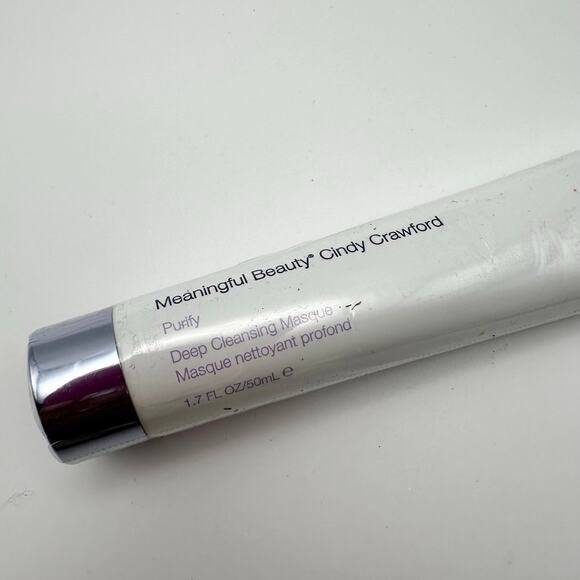 Meaningful Beauty® Cindy Crawford
Purify
Deep Cleansing Masque
Masque nettoyant profond
1.7 FL OZ/50mL ℮